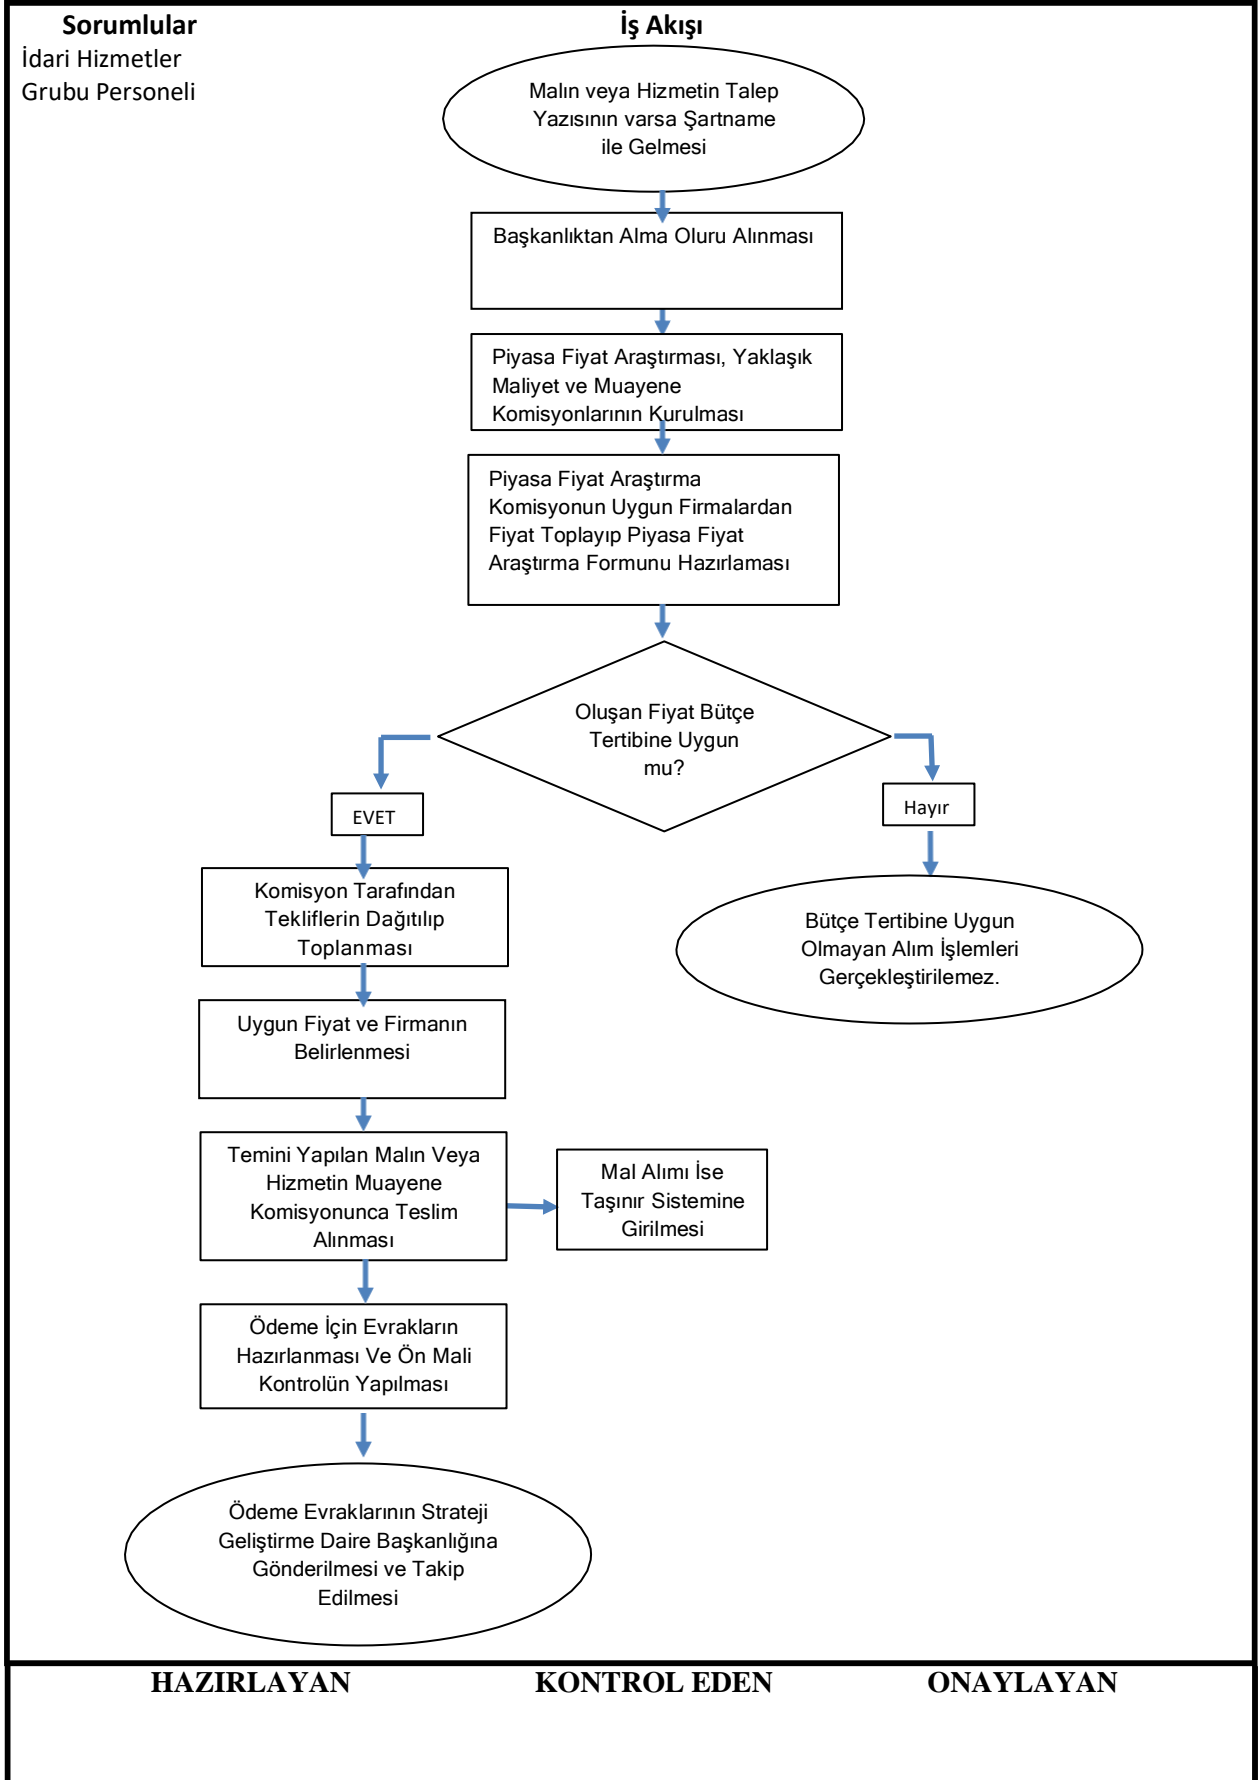 Sorumlular
İş Akışı
İdari Hizmetler
Grubu Personeli
Malın veya Hizmetin Talep
Yazısının varsa Şartname
ile Gelmesi
Başkanlıktan Alma Oluru Alınması
Piyasa Fiyat Araştırması, Yaklaşık
Maliyet ve Muayene
Komisyonlarının Kurulması
Piyasa Fiyat Araştırma
Komisyonun Uygun Firmalardan
Fiyat Toplayıp Piyasa Fiyat
Araştırma Formunu Hazırlaması
Oluşan Fiyat Bütçe
Tertibine Uygun
mu?
EVET
Hayır
Komisyon Tarafından
Tekliflerin Dağıtılıp
Toplanması
Bütçe Tertibine Uygun
Olmayan Alım İşlemleri
Gerçekleştirilemez.
Uygun Fiyat ve Firmanın
Belirlenmesi
Temini Yapılan Malın Veya
Hizmetin Muayene
Komisyonunca Teslim
Alınması
Mal Alımı İse
Taşınır Sistemine
Girilmesi
Ödeme İçin Evrakların
Hazırlanması Ve Ön Mali
Kontrolün Yapılması
Ödeme Evraklarının Strateji
Geliştirme Daire Başkanlığına
Gönderilmesi ve Takip
Edilmesi
HAZIRLAYAN
KONTROL EDEN
ONAYLAYAN